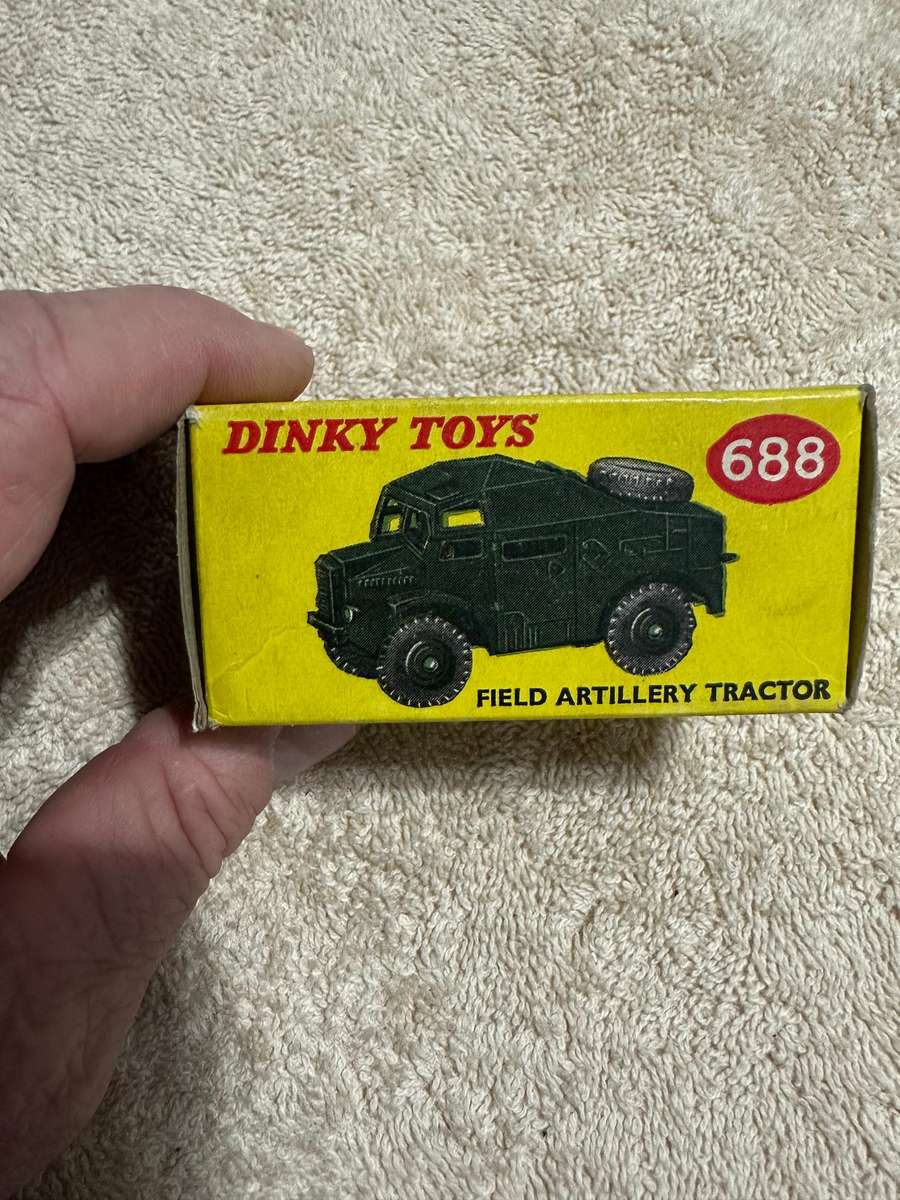 DINKY TOYS
688
FIELD ARTILLERY TRACTOR